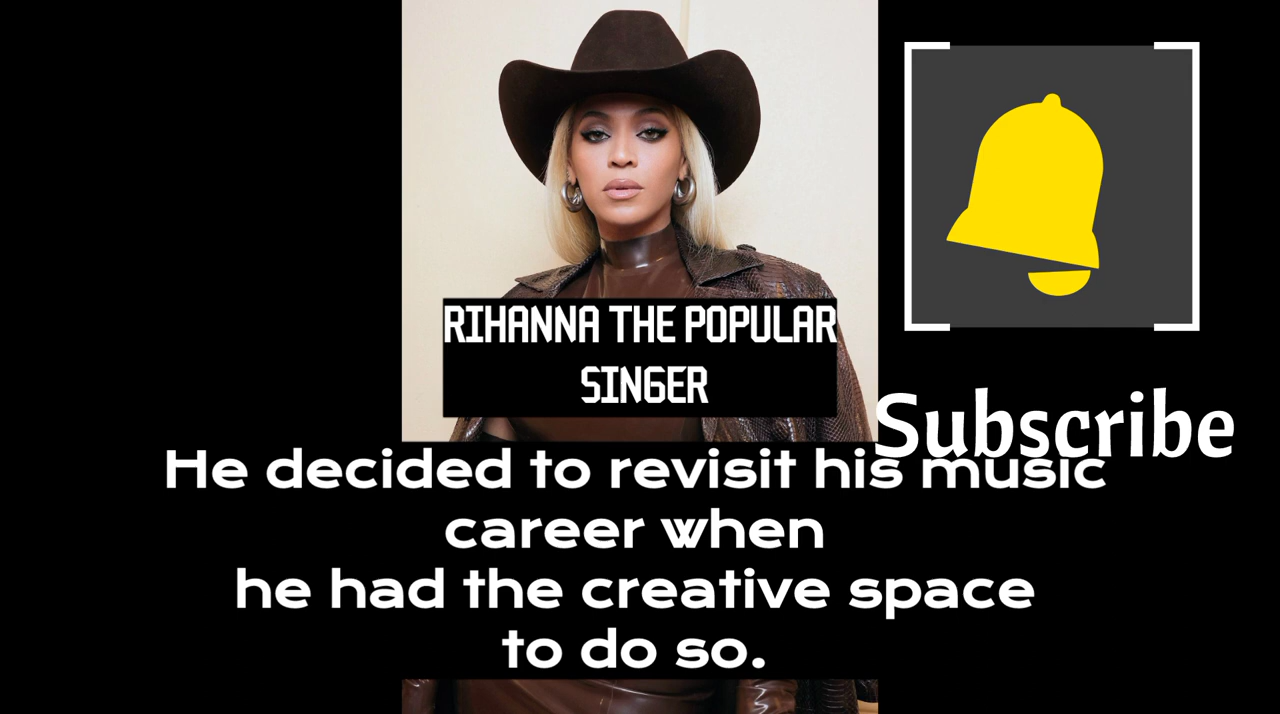 RIHANNA THE POPULAR
SINGER
Subscribe
He decided to revisit his music
career when
he had the creative space
to do so.